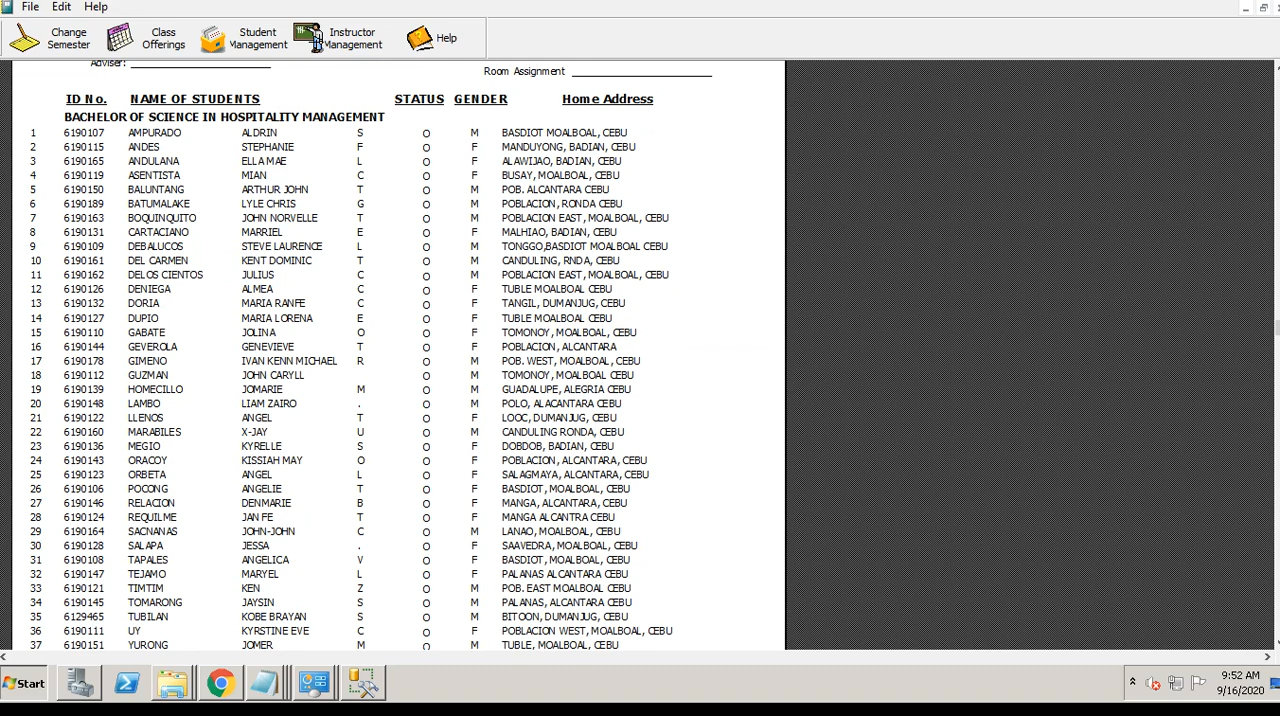 File Edit Help
Change Semester Class Offerings Student Management Instructor Management Help
Adviser:
Room Assignment
ID No. NAME OF STUDENTS STATUS GENDER Home Address
BACHELOR OF SCIENCE IN HOSPITALITY MANAGEMENT
1 6190107 AMPURADO ALDRIN S O M BASDIOT MOALBOAL, CEBU
2 6190115 ANDES STEPHANIE F O F MANDUYONG, BADIAN, CEBU
3 6190165 ANDULANA ELLA MAE L O F ALAWIJAO, BADIAN, CEBU
4 6190119 ASENTISTA MIAN C O F BUSAY, MOALBOAL, CEBU
5 6190150 BALUNTANG ARTHUR JOHN T O M POB. ALCANTARA CEBU
6 6190189 BATUMALAKE LYLE CHRIS G O M POBLACION, RONDA CEBU
7 6190163 BOQUINQUITO JOHN NORVELLE T O M POBLACION EAST, MOALBOAL, CEBU
8 6190131 CARTACIANO MARRIEL E O F MALHIAO, BADIAN, CEBU
9 6190109 DEBALUCOS STEVE LAURENCE L O M TONGGO,BASDIOT MOALBOAL CEBU
10 6190161 DEL CARMEN KENT DOMINIC T O M CANDULING, RNDA, CEBU
11 6190162 DELOS CIENTOS JULIUS C O M POBLACION EAST, MOALBOAL, CEBU
12 6190126 DENIEGA ALMEA C O F TUBLE MOALBOAL CEBU
13 6190132 DORIA MARIA RANFE C O F TANGIL, DUMANJUG, CEBU
14 6190127 DUPIO MARIA LORENA E O F TUBLE MOALBOAL CEBU
15 6190110 GABATE JOLINA O O F TOMONOY, MOALBOAL, CEBU
16 6190144 GEVEROLA GENEVIEVE T O F POBLACION, ALCANTARA
17 6190178 GIMENO IVAN KENN MICHAEL R O M POB. WEST, MOALBOAL, CEBU
18 6190112 GUZMAN JOHN CARYLL O M TOMONOY, MOALBOAL CEBU
19 6190139 HOMECILLO JOMARIE M O M GUADALUPE, ALEGRIA CEBU
20 6190148 LAMBO LIAM ZAIRO . O M POLO, ALACANTARA CEBU
21 6190122 LLENOS ANGEL T O F LOOC, DUMANJUG, CEBU
22 6190160 MARABILES X-JAY U O M CANDULING RONDA, CEBU
23 6190136 MEGIO KYRELLE S O F DOBDOB, BADIAN, CEBU
24 6190143 ORACOY KISSIAH MAY O O F POBLACION, ALCANTARA, CEBU
25 6190123 ORBETA ANGEL L O F SALAGMAYA, ALCANTARA, CEBU
26 6190106 POCONG ANGELIE T O F BASDIOT, MOALBOAL, CEBU
27 6190146 RELACION DENMARIE B O F MANGA, ALCANTARA, CEBU
28 6190124 REQUILME JAN FE T O F MANGA ALCANTRA CEBU
29 6190164 SACNANAS JOHN-JOHN C O M LANAO, MOALBOAL, CEBU
30 6190128 SALAPA JESSA . O F SAAVEDRA, MOALBOAL, CEBU
31 6190108 TAPALES ANGELICA V O F BASDIOT, MOALBOAL, CEBU
32 6190147 TEJAMO MARYEL L O F PALANAS ALCANTARA CEBU
33 6190121 TIMTIM KEN Z O M POB. EAST MOALBOAL CEBU
34 6190145 TOMARONG JAYSIN S O M PALANAS, ALCANTARA CEBU
35 6129465 TUBILAN KOBE BRAYAN S O M BITOON, DUMANJUG, CEBU
36 6190111 UY KYRSTINE EVE C O F POBLACION WEST, MOALBOAL, CEBU
37 6190151 YURONG JOMER M O M TUBLE, MOALBOAL, CEBU
Start 9:52 AM
9/16/2020